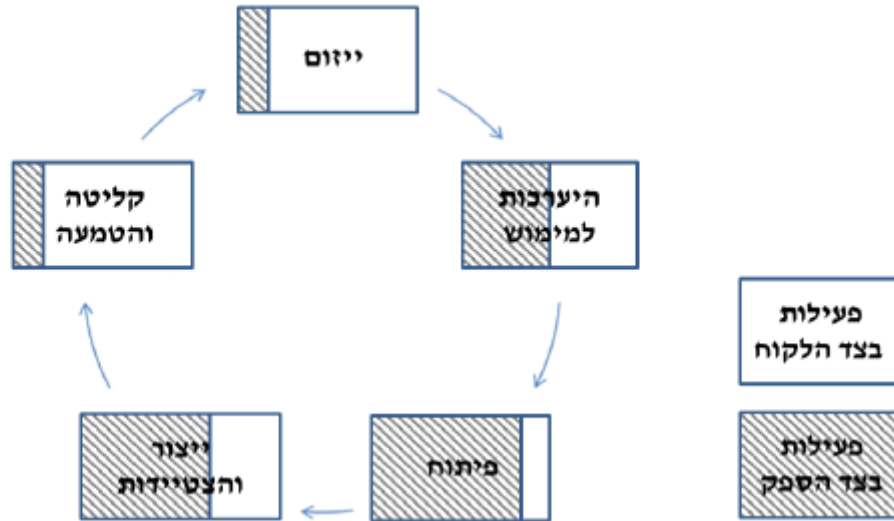 ייזום
היערכות
למימוש
פיתוח
ייצור
והצטיידות
קליטה
והטמעה
פעילות
בצד הלקוח
פעילות
בצד הספק